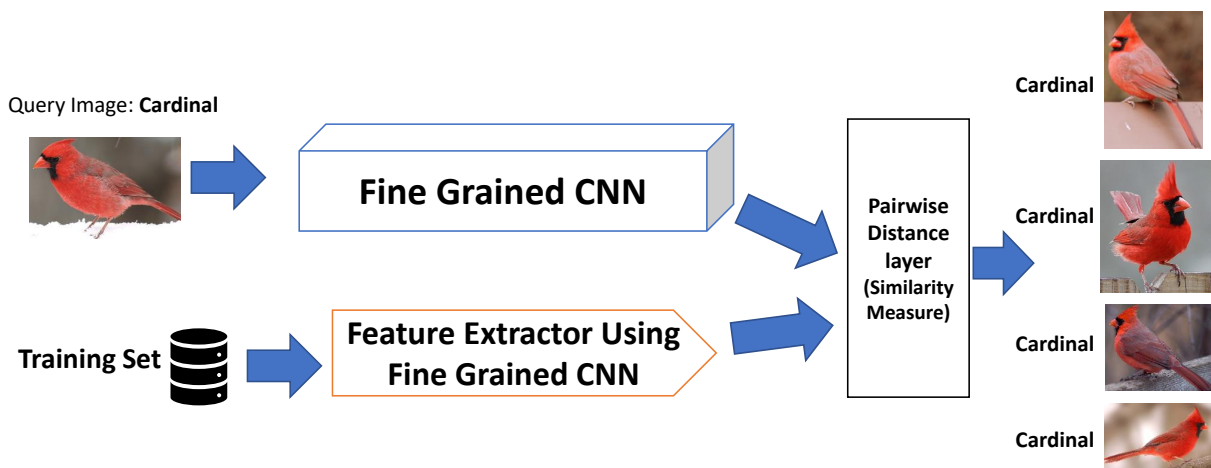 Query Image: Cardinal
Fine Grained CNN
Training Set
Feature Extractor Using
Fine Grained CNN
Pairwise
Distance
layer
(Similarity
Measure)
Cardinal
Cardinal
Cardinal
Cardinal